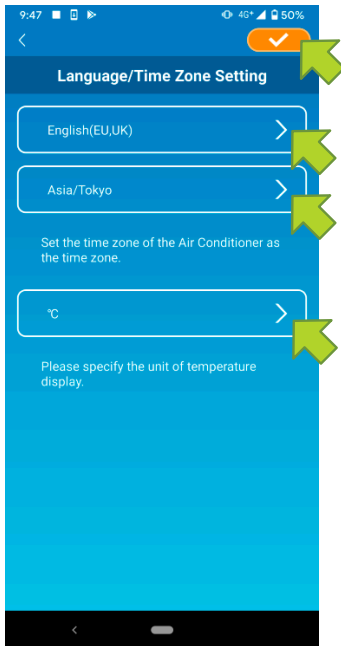 9:47 4G+ 50%
Language/Time Zone Setting
English(EU,UK)
Asia/Tokyo
Set the time zone of the Air Conditioner as
the time zone.
℃
Please specify the unit of temperature
display.